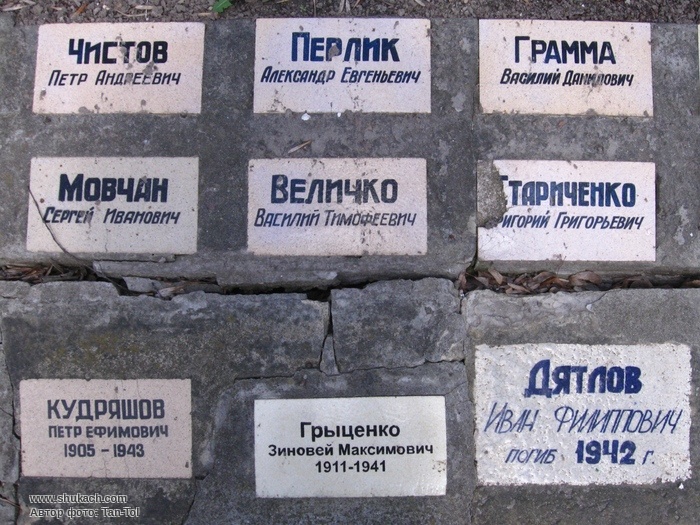 Чистов
Петр Андреевич
Перлик
Александр Евгеньевич
Грамма
Василий Данилович
Мовчан
Сергей Иванович
Величко
Василий Тимофеевич
Григорьевич
Кудряшов
Петр Ефимович
1905 - 1943
Грыценко
Зиновей Максимович
1911-1941
Дятлов
Иван Филиппович
погиб 1942 г.
www.shukach.com
Автор фото: Tan-Tol